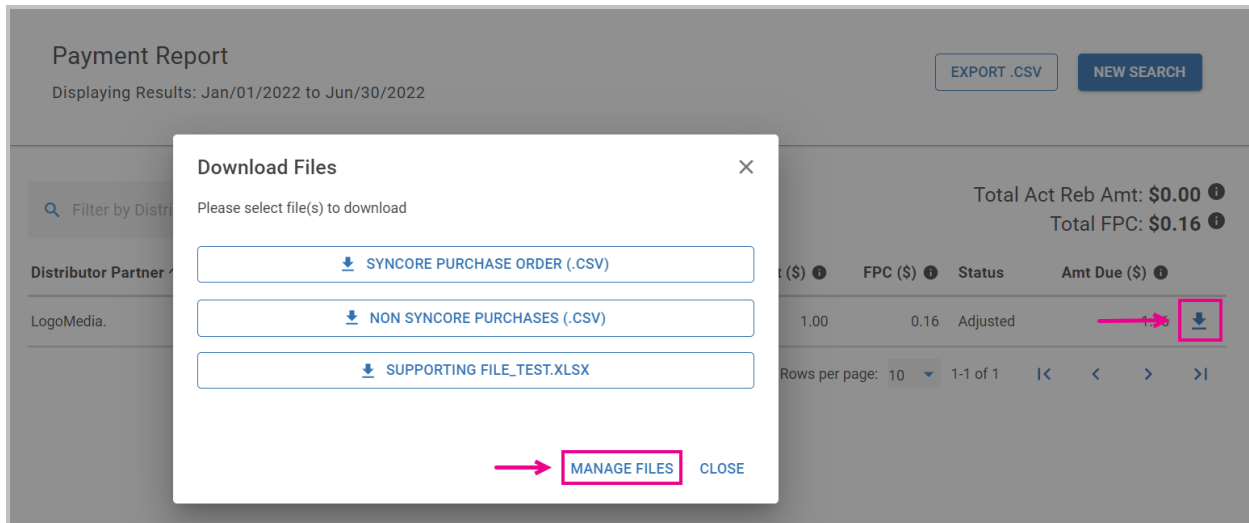 Payment Report
Displaying Results: Jan/01/2022 to Jun/30/2022
EXPORT .CSV
NEW SEARCH
Download Files
Please select file(s) to download
SYNCORE PURCHASE ORDER (.CSV)
NON SYNCORE PURCHASES (.CSV)
SUPPORTING FILE_TEST.XLSX
MANAGE FILES CLOSE
Filter by
Total Act Reb Amt: $0.00
Total FPC: $0.16
Distributor Partner ($) FPC ($) Status Amt Due ($)
LogoMedia. 1.00 0.16 Adjusted
Rows per page: 10 1-1 of 1